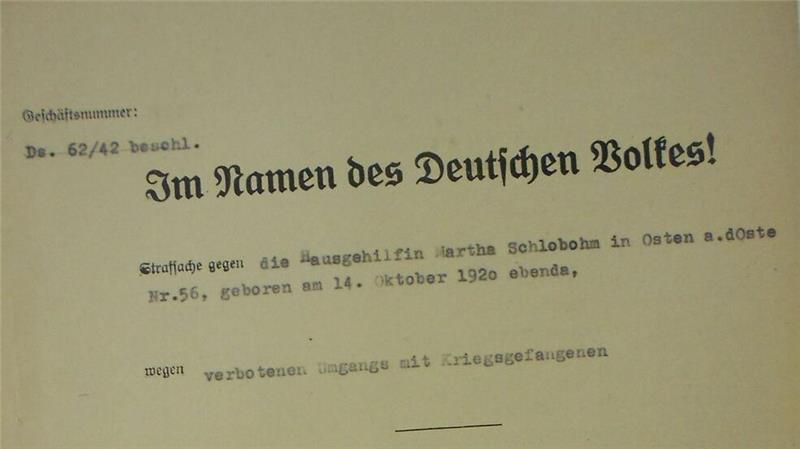 Geschäftsnummer:
Ds. 62/42 beschl.
Im Namen des Deutschen Volkes!
Strafsache gegen die Hausgehilfin Martha Schlobohm in Osten a.dOste
Nr.56, geboren am 14. Oktober 1920 ebenda,
wegen verbotenen Umgangs mit Kriegsgefangenen